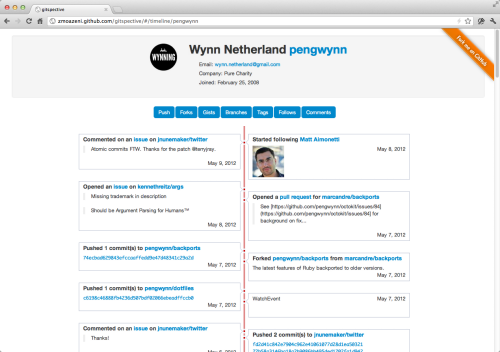 gitspective
zmoazeni.github.com/gitspective/#/timeline/pengwynn
Fork me on GitHub
WYNNING
Wynn Netherland pengwynn
Email: wynn.netherland@gmail.com
Company: Pure Charity
Joined: February 25, 2008
Push
Forks
Gists
Branches
Tags
Follows
Comments
Commented on an issue on jnunemaker/twitter
Atomic commits FTW. Thanks for the patch @terryjray.
May 9, 2012
Started following Matt Aimonetti
May 8, 2012
Opened an issue on kennethreitz/args
Missing trademark in description
Should be Argument Parsing for Humans™
May 8, 2012
Opened a pull request for marcandre/backports
See [https://github.com/pengwynn/octokit/issues/84]
(https://github.com/pengwynn/octokit/issues/84) for
background on fix...
May 7, 2012
Pushed 1 commit(s) to pengwynn/backports
May 7, 2012
Forked pengwynn/backports from marcandre/backports
The latest features of Ruby backported to older versions.
May 7, 2012
Pushed 1 commit(s) to pengwynn/dotfiles
May 7, 2012
WatchEvent
May 7, 2012
Commented on an issue on jnunemaker/twitter
Thanks!
Pushed 2 commit(s) to jnunemaker/twitter